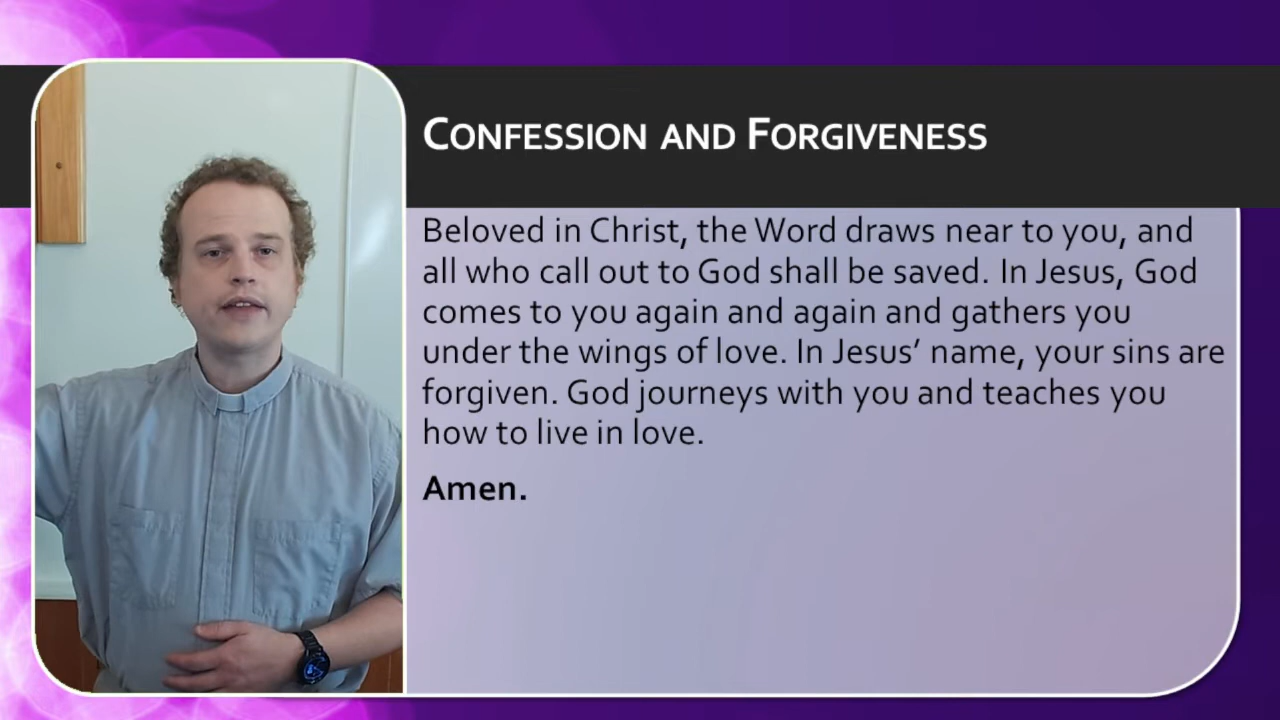 CONFESSION AND FORGIVENESS
Beloved in Christ, the Word draws near to you, and
all who call out to God shall be saved. In Jesus, God
comes to you again and again and gathers you
under the wings of love. In Jesus’ name, your sins are
forgiven. God journeys with you and teaches you
how to live in love.
Amen.